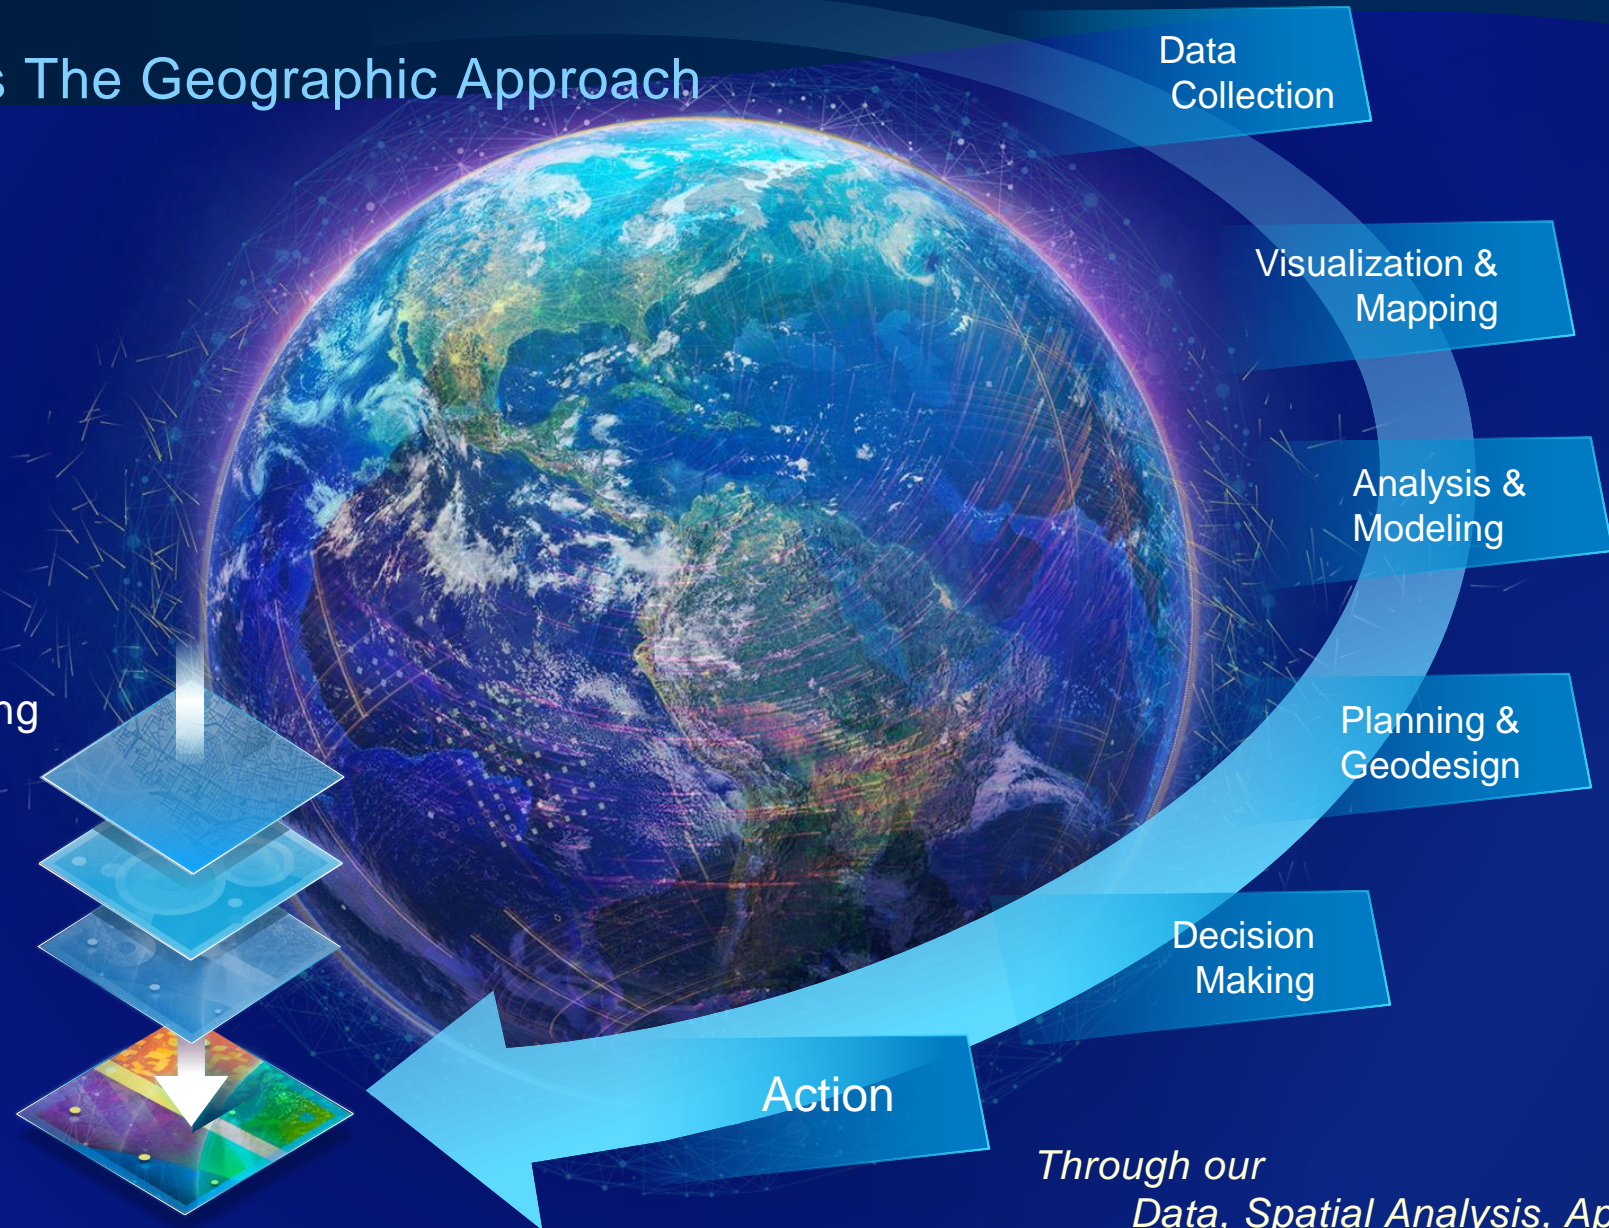 s The Geographic Approach
Data
Collection
Visualization &
Mapping
Analysis &
Modeling
ng
Planning &
Geodesign
Decision
Making
Action
Through our
Data, Spatial Analysis, Ap